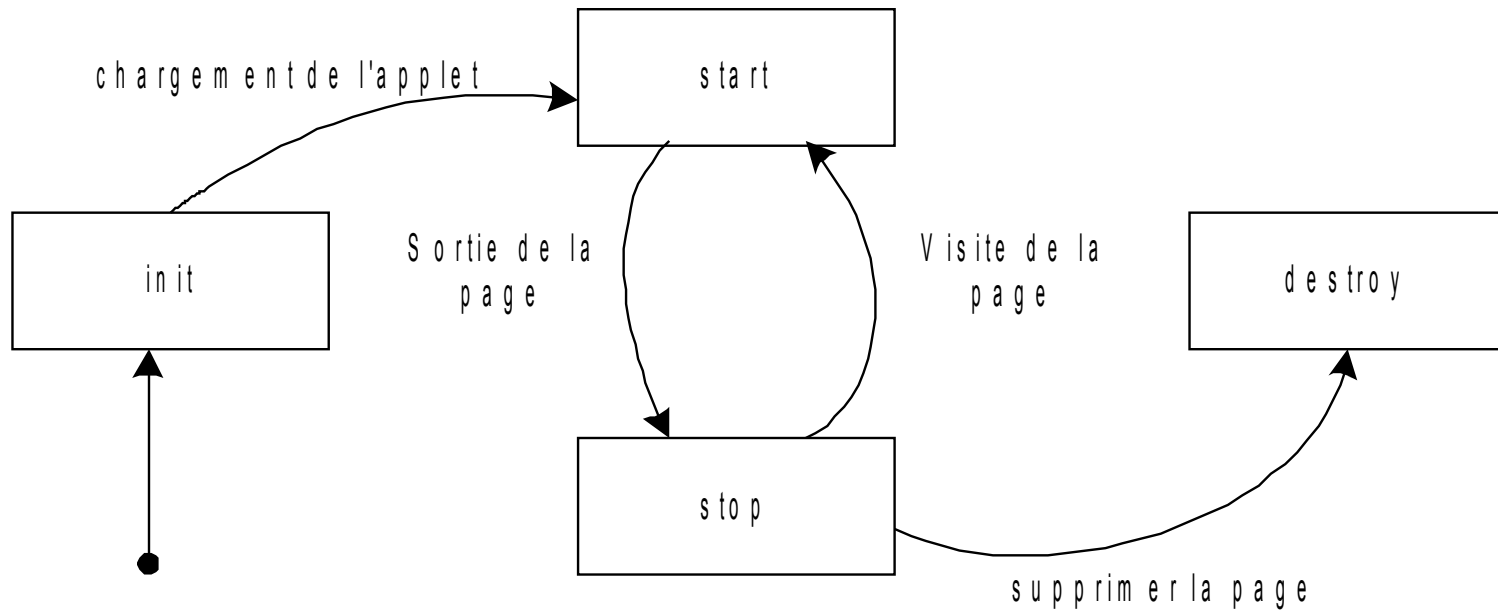 start
chargement de l'applet
Sortie de la
page
Visite de la
page
init
destroy
stop
supprimer la page